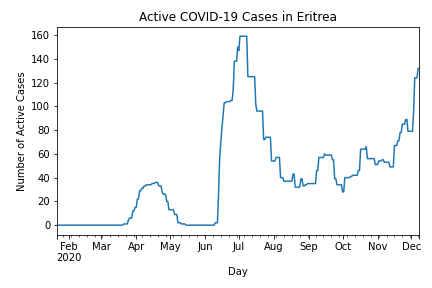 Active COVID-19 Cases in Eritrea
160
140
120
100
80
60
40
20
0
Number of Active Cases
Feb Mar Apr May Jun Jul Aug Sep Oct Nov Dec
2020
Day